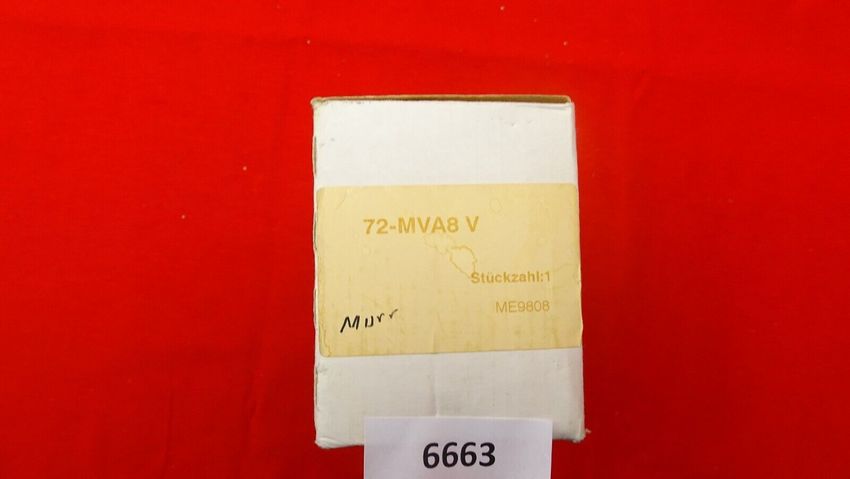 72-MVA8 V
Stückzahl:1
ME9808
Murr
6663